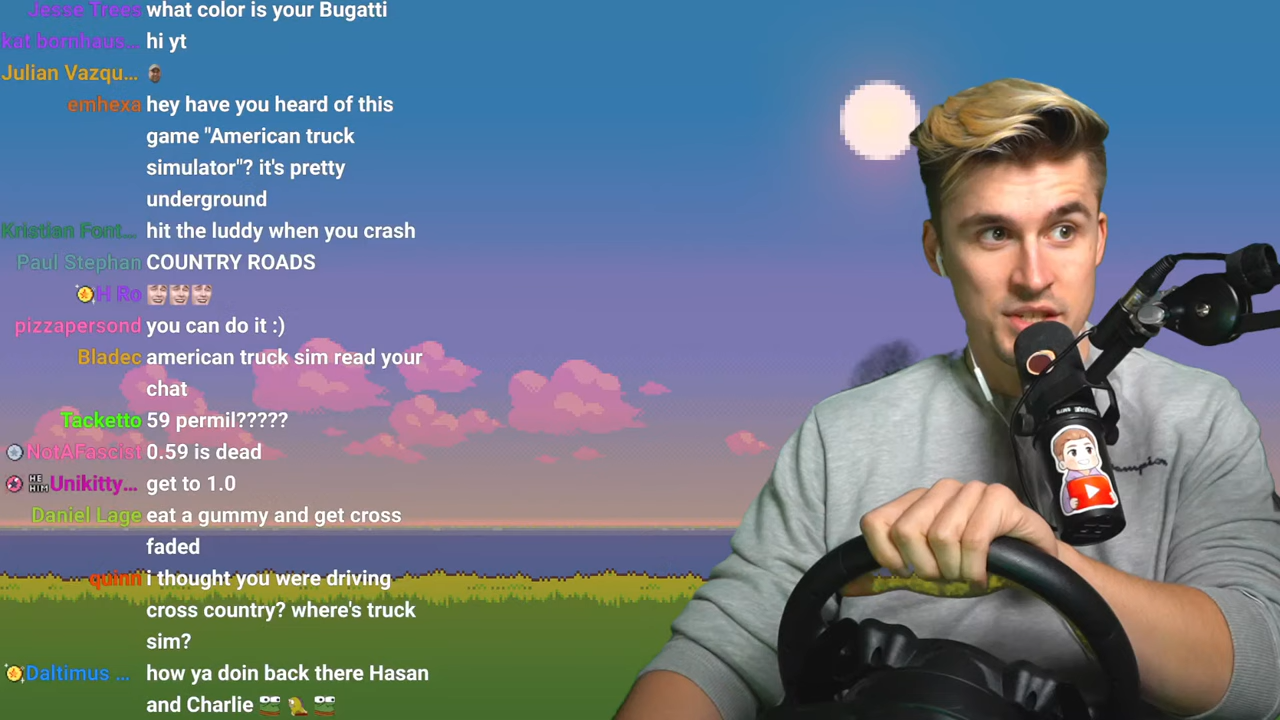 Jesse Trees what color is your Bugatti
kat bornhaus... hi yt
Julian Vazqu...
emhexa hey have you heard of this
game "American truck
simulator"? it's pretty
underground
Kristian Font... hit the luddy when you crash
Paul Stephan COUNTRY ROADS
H Ro
pizzapersond you can do it :)
Bladec american truck sim read your
chat
Tacketto 59 permil?????
NotAFascist 0.59 is dead
HE HIM Unikitty... get to 1.0
Daniel Lage eat a gummy and get cross
faded
quinn i thought you were driving
cross country? where's truck
sim?
Daltimus ... how ya doin back there Hasan
and Charlie